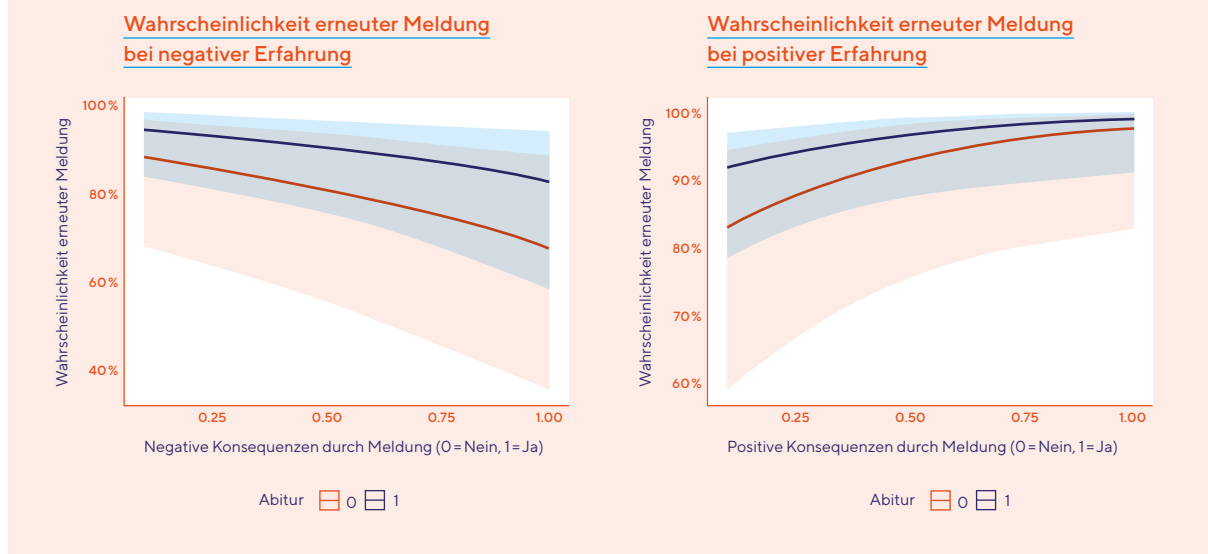 Wahrscheinlichkeit erneuter Meldung
bei negativer Erfahrung
Wahrscheinlichkeit erneuter Meldung
100%
80%
60%
40%
0.25 0.50 0.75 1.00
Negative Konsequenzen durch Meldung (0=Nein, 1=Ja)
Abitur 0 1
Wahrscheinlichkeit erneuter Meldung
bei positiver Erfahrung
Wahrscheinlichkeit erneuter Meldung
100%
90%
80%
70%
60%
0.25 0.50 0.75 1.00
Positive Konsequenzen durch Meldung (0=Nein, 1=Ja)
Abitur 0 1